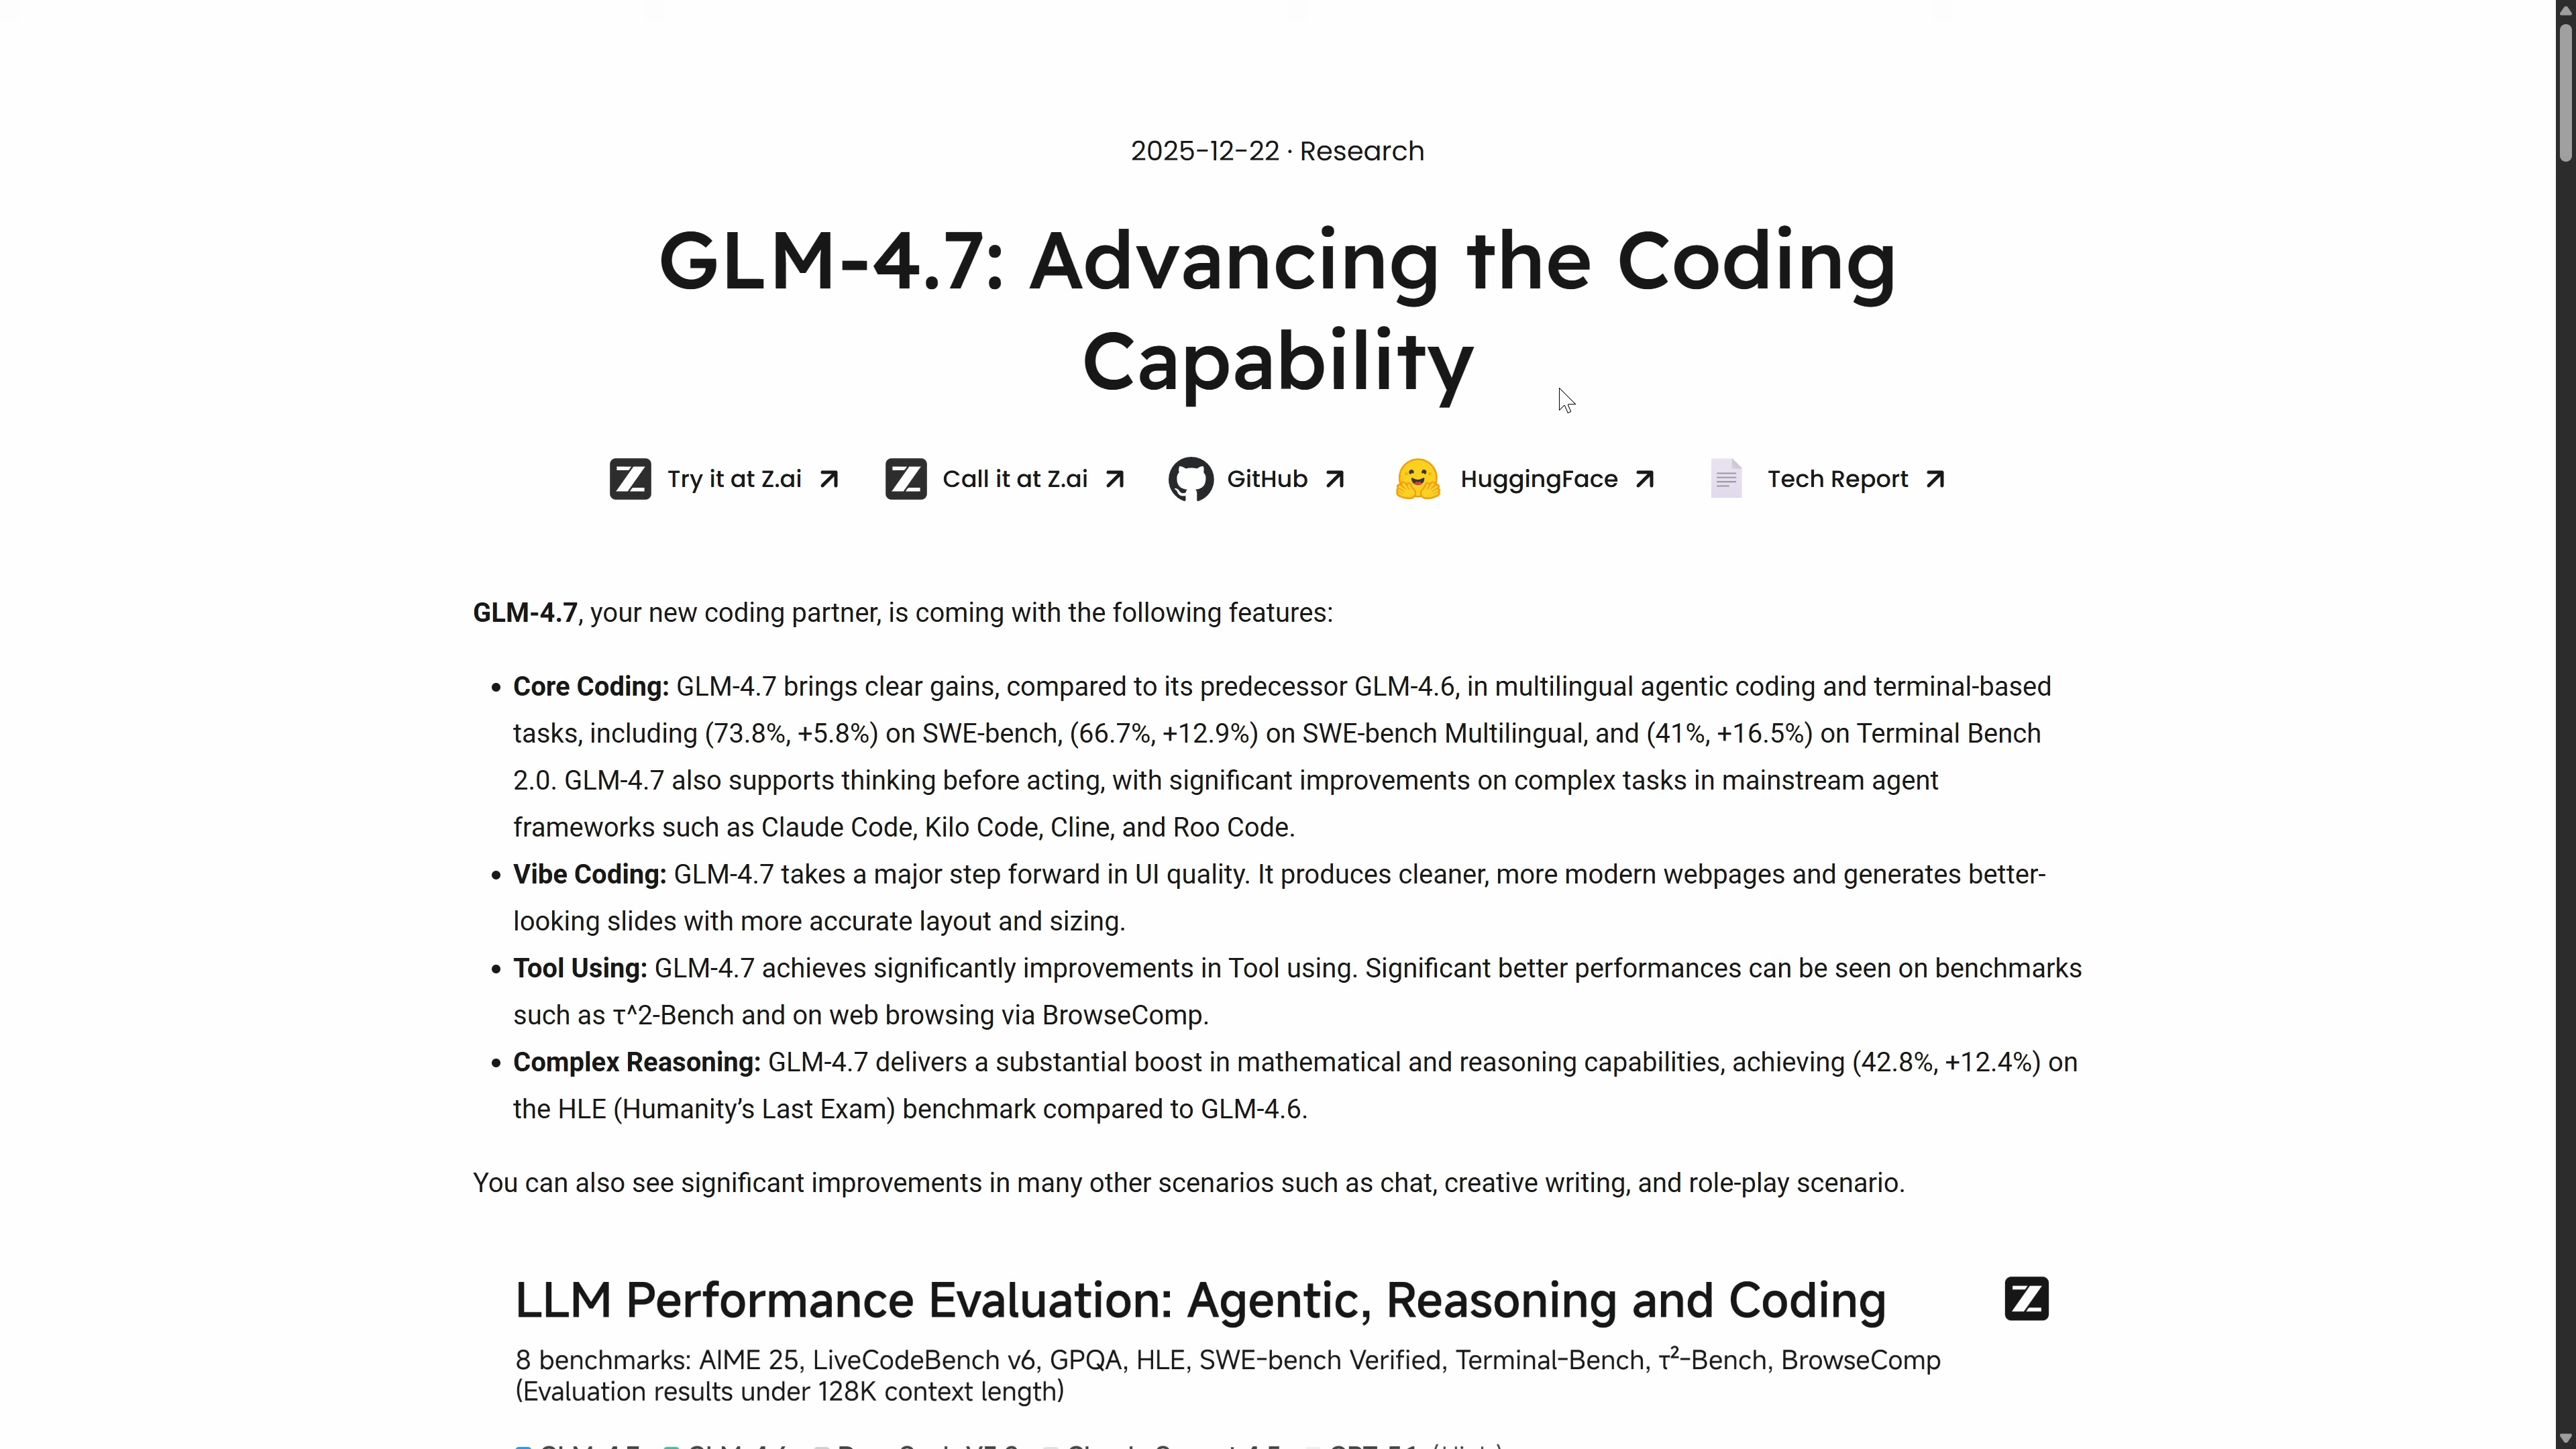 2025-12-22 · Research
GLM-4.7: Advancing the Coding
Capability
Try it at Z.ai
Call it at Z.ai
GitHub
HuggingFace
Tech Report
GLM-4.7, your new coding partner, is coming with the following features:
• Core Coding: GLM-4.7 brings clear gains, compared to its predecessor GLM-4.6, in multilingual agentic coding and terminal-based
tasks, including (73.8%, +5.8%) on SWE-bench, (66.7%, +12.9%) on SWE-bench Multilingual, and (41%, +16.5%) on Terminal Bench
2.0. GLM-4.7 also supports thinking before acting, with significant improvements on complex tasks in mainstream agent
frameworks such as Claude Code, Kilo Code, Cline, and Roo Code.
• Vibe Coding: GLM-4.7 takes a major step forward in UI quality. It produces cleaner, more modern webpages and generates better-
looking slides with more accurate layout and sizing.
• Tool Using: GLM-4.7 achieves significantly improvements in Tool using. Significant better performances can be seen on benchmarks
such as τ^2-Bench and on web browsing via BrowseComp.
• Complex Reasoning: GLM-4.7 delivers a substantial boost in mathematical and reasoning capabilities, achieving (42.8%, +12.4%) on
the HLE (Humanity’s Last Exam) benchmark compared to GLM-4.6.
You can also see significant improvements in many other scenarios such as chat, creative writing, and role-play scenario.
LLM Performance Evaluation: Agentic, Reasoning and Coding
8 benchmarks: AIME 25, LiveCodeBench v6, GPQA, HLE, SWE-bench Verified, Terminal-Bench, τ²-Bench, BrowseComp
(Evaluation results under 128K context length)